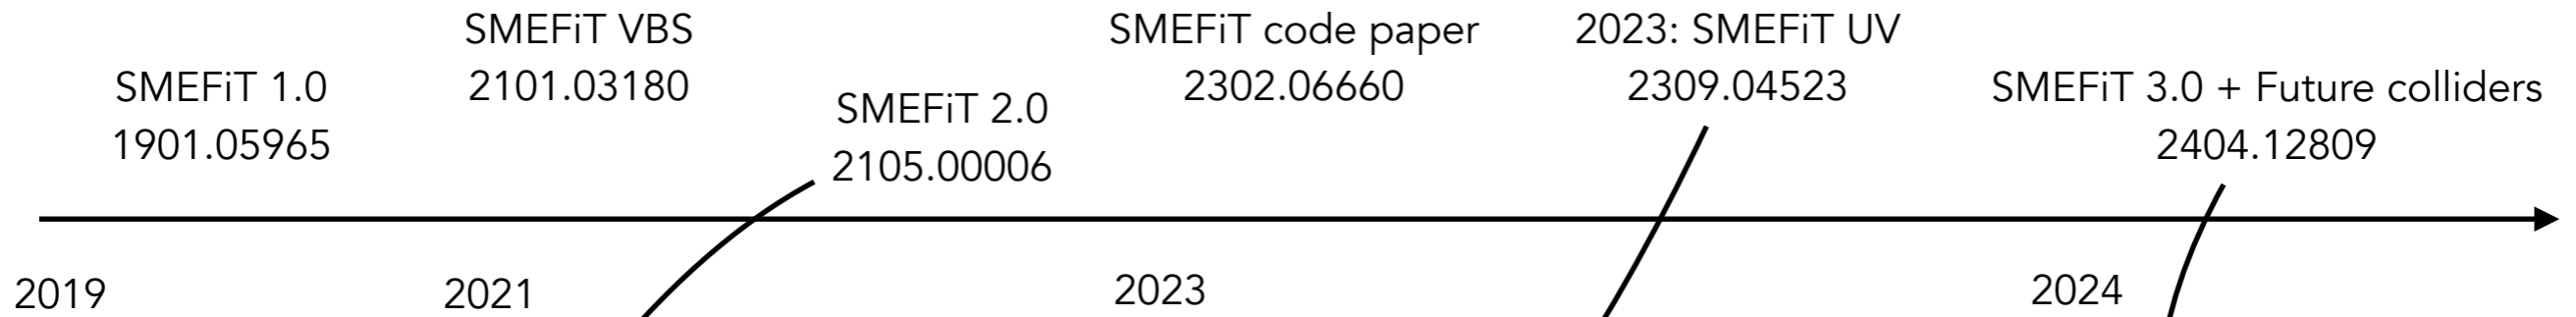 SMEFiT 1.0
1901.05965
SMEFiT VBS
2101.03180
SMEFiT 2.0
2105.00006
SMEFiT code paper
2302.06660
2023: SMEFiT UV
2309.04523
SMEFiT 3.0 + Future colliders
2404.12809
2019
2021
2023
2024